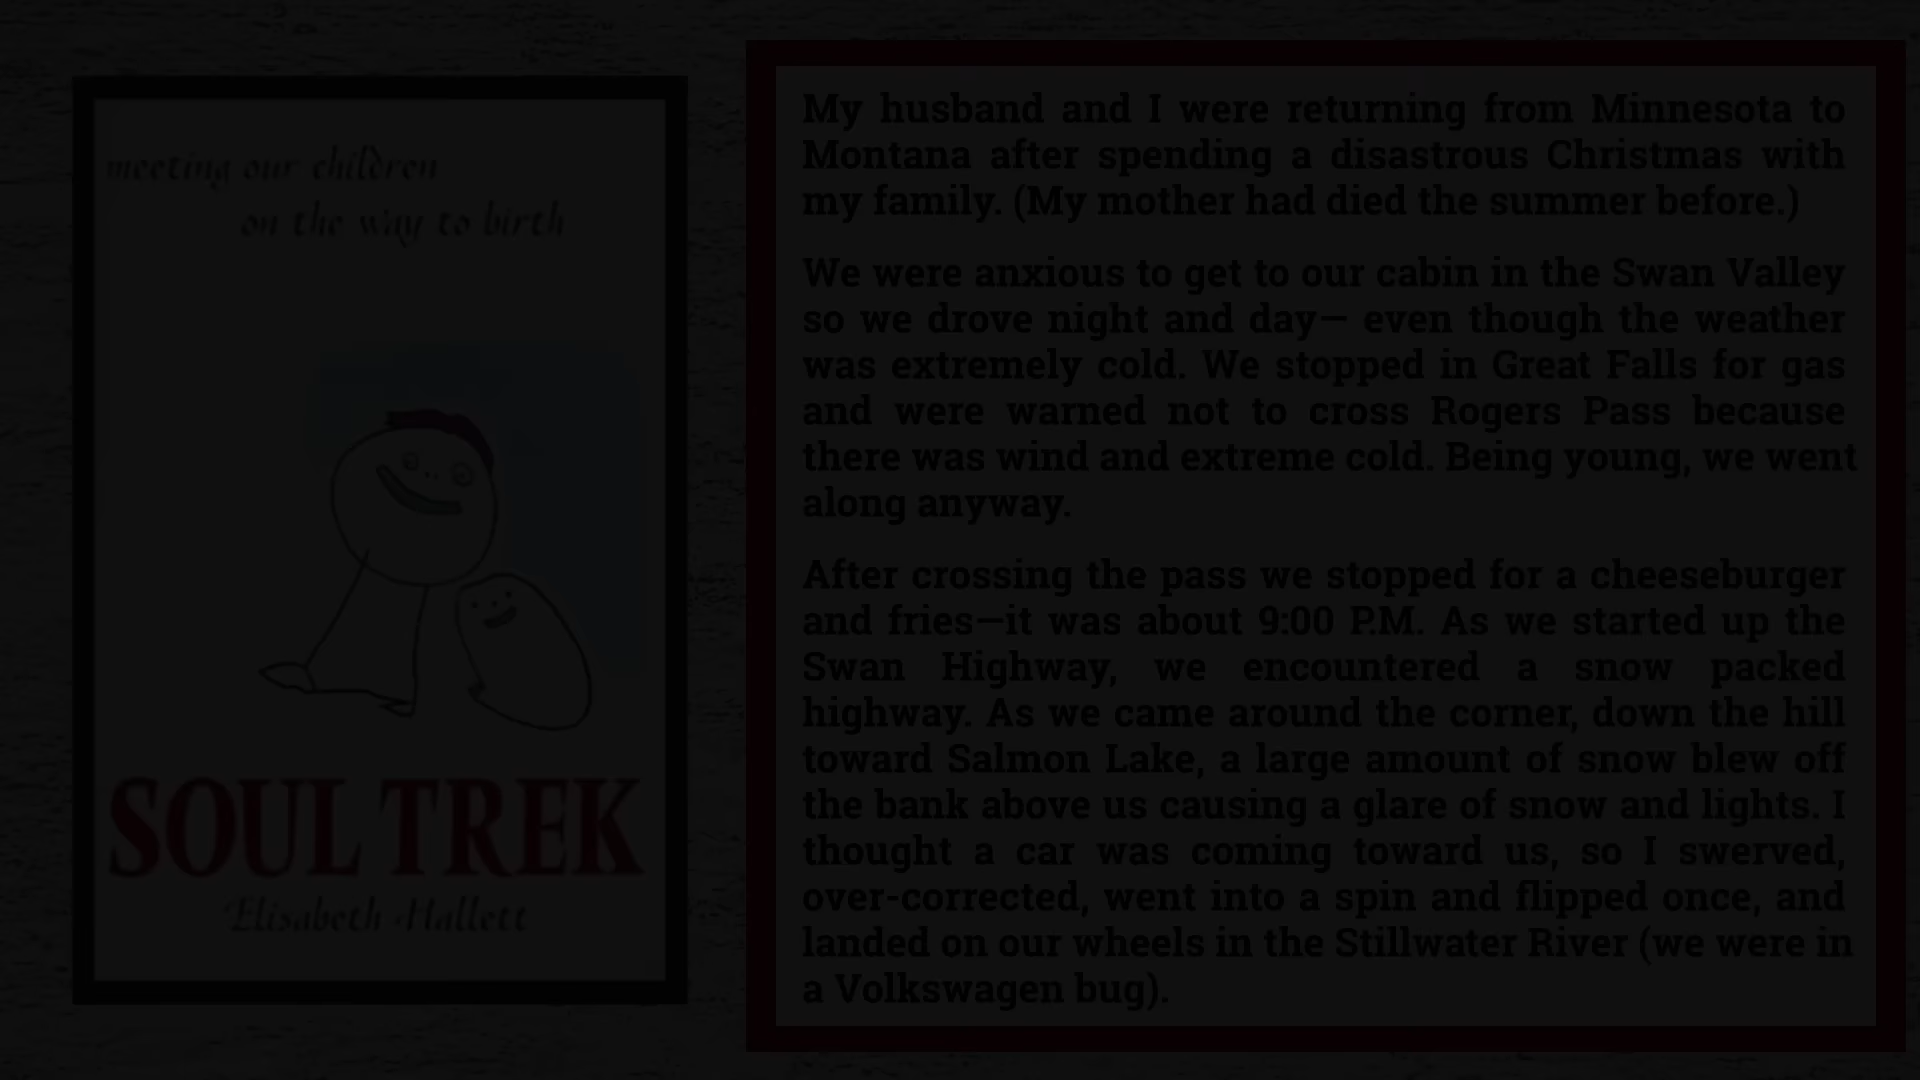 meeting our children
on the way to birth
SOUL TREK
Elisabeth Hallett
My husband and I were returning from Minnesota to
Montana after spending a disastrous Christmas with
my family. (My mother had died the summer before.)
We were anxious to get to our cabin in the Swan Valley
so we drove night and day— even though the weather
was extremely cold. We stopped in Great Falls for gas
and were warned not to cross Rogers Pass because
there was wind and extreme cold. Being young, we went
along anyway.
After crossing the pass we stopped for a cheeseburger
and fries—it was about 9:00 P.M. As we started up the
Swan Highway, we encountered a snow packed
highway. As we came around the corner, down the hill
toward Salmon Lake, a large amount of snow blew off
the bank above us causing a glare of snow and lights. I
thought a car was coming toward us, so I swerved,
over-corrected, went into a spin and flipped once, and
landed on our wheels in the Stillwater River (we were in
a Volkswagen bug).